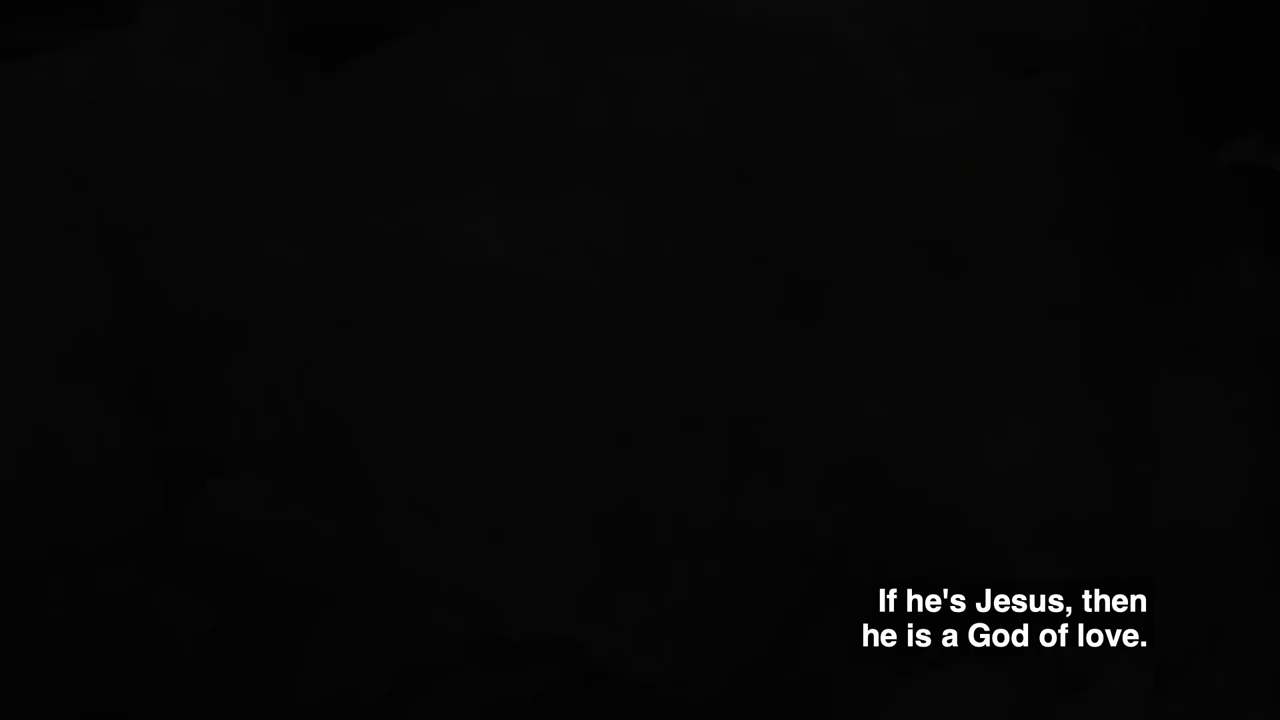 If he's Jesus, then
he is a God of love.